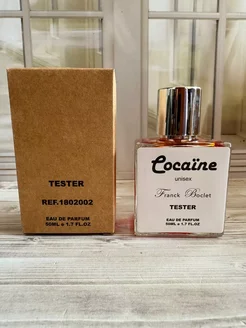 TESTER
REF.1802002
EAU DE PARFUM
50ML e 1.7 FL.OZ
Cocaïne
unisex
Franck Boclet
TESTER
EAU DE PARFUM
50ML e 1.7 FL.OZ